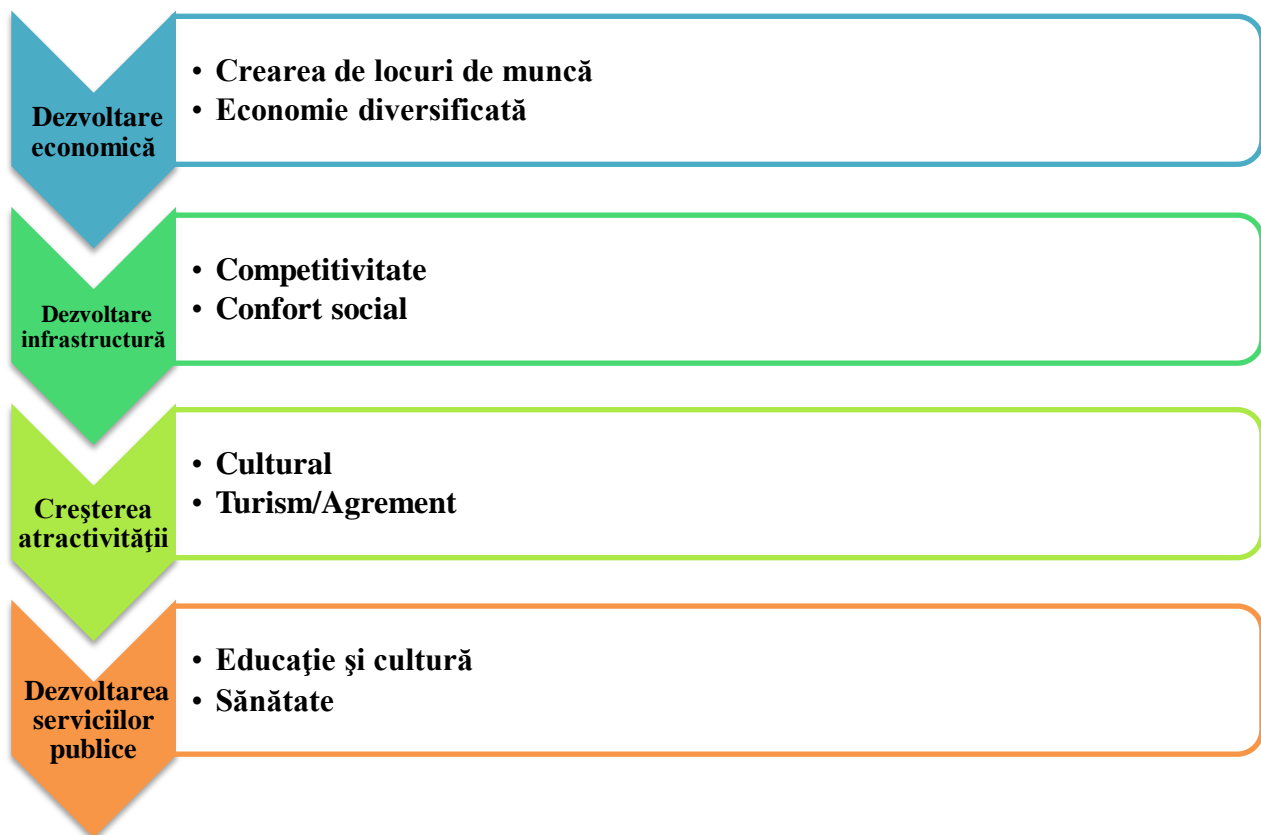 Dezvoltare
economică
• Crearea de locuri de muncă
• Economie diversificată
Dezvoltare
infrastructură
• Competitivitate
• Confort social
Creşterea
atractivităţii
• Cultural
• Turism/Agrement
Dezvoltarea
serviciilor
publice
• Educaţie şi cultură
• Sănătate